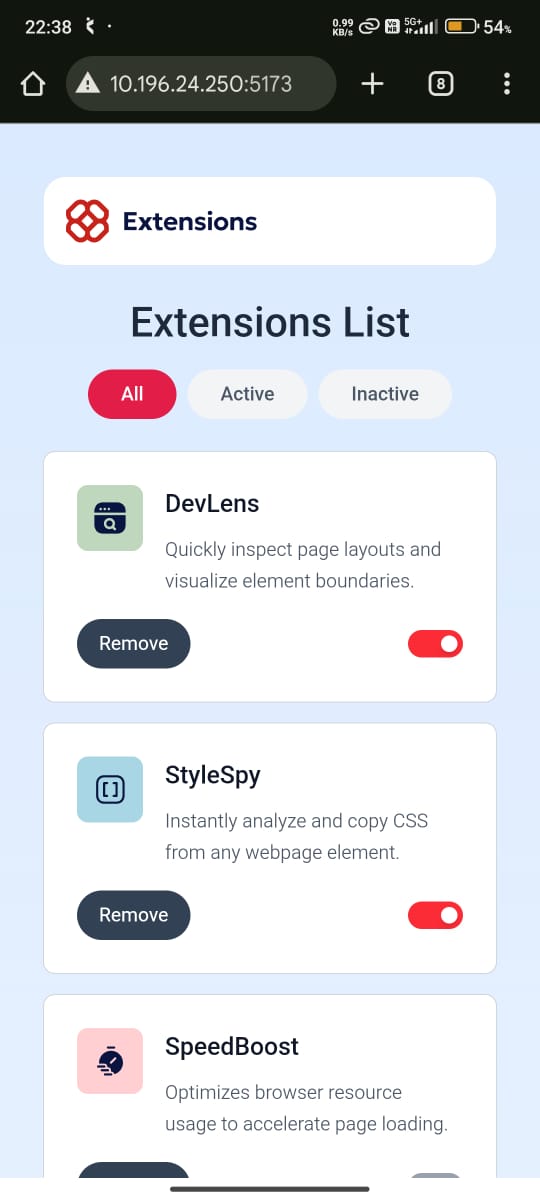 22:38
0.99
KB/s
Vo
NR
5G+
54%
10.196.24.250:5173
8
Extensions
Extensions List
All
Active
Inactive
DevLens
Quickly inspect page layouts and
visualize element boundaries.
Remove
StyleSpy
Instantly analyze and copy CSS
from any webpage element.
Remove
SpeedBoost
Optimizes browser resource
usage to accelerate page loading.